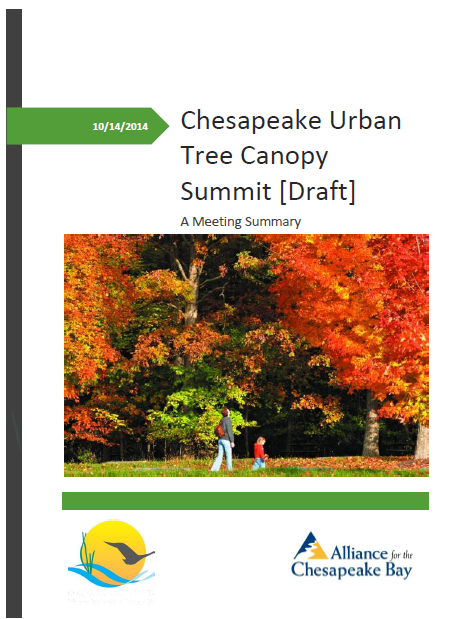 10/14/2014
Chesapeake Urban
Tree Canopy
Summit [Draft]
A Meeting Summary
Alliance for the
Chesapeake Bay